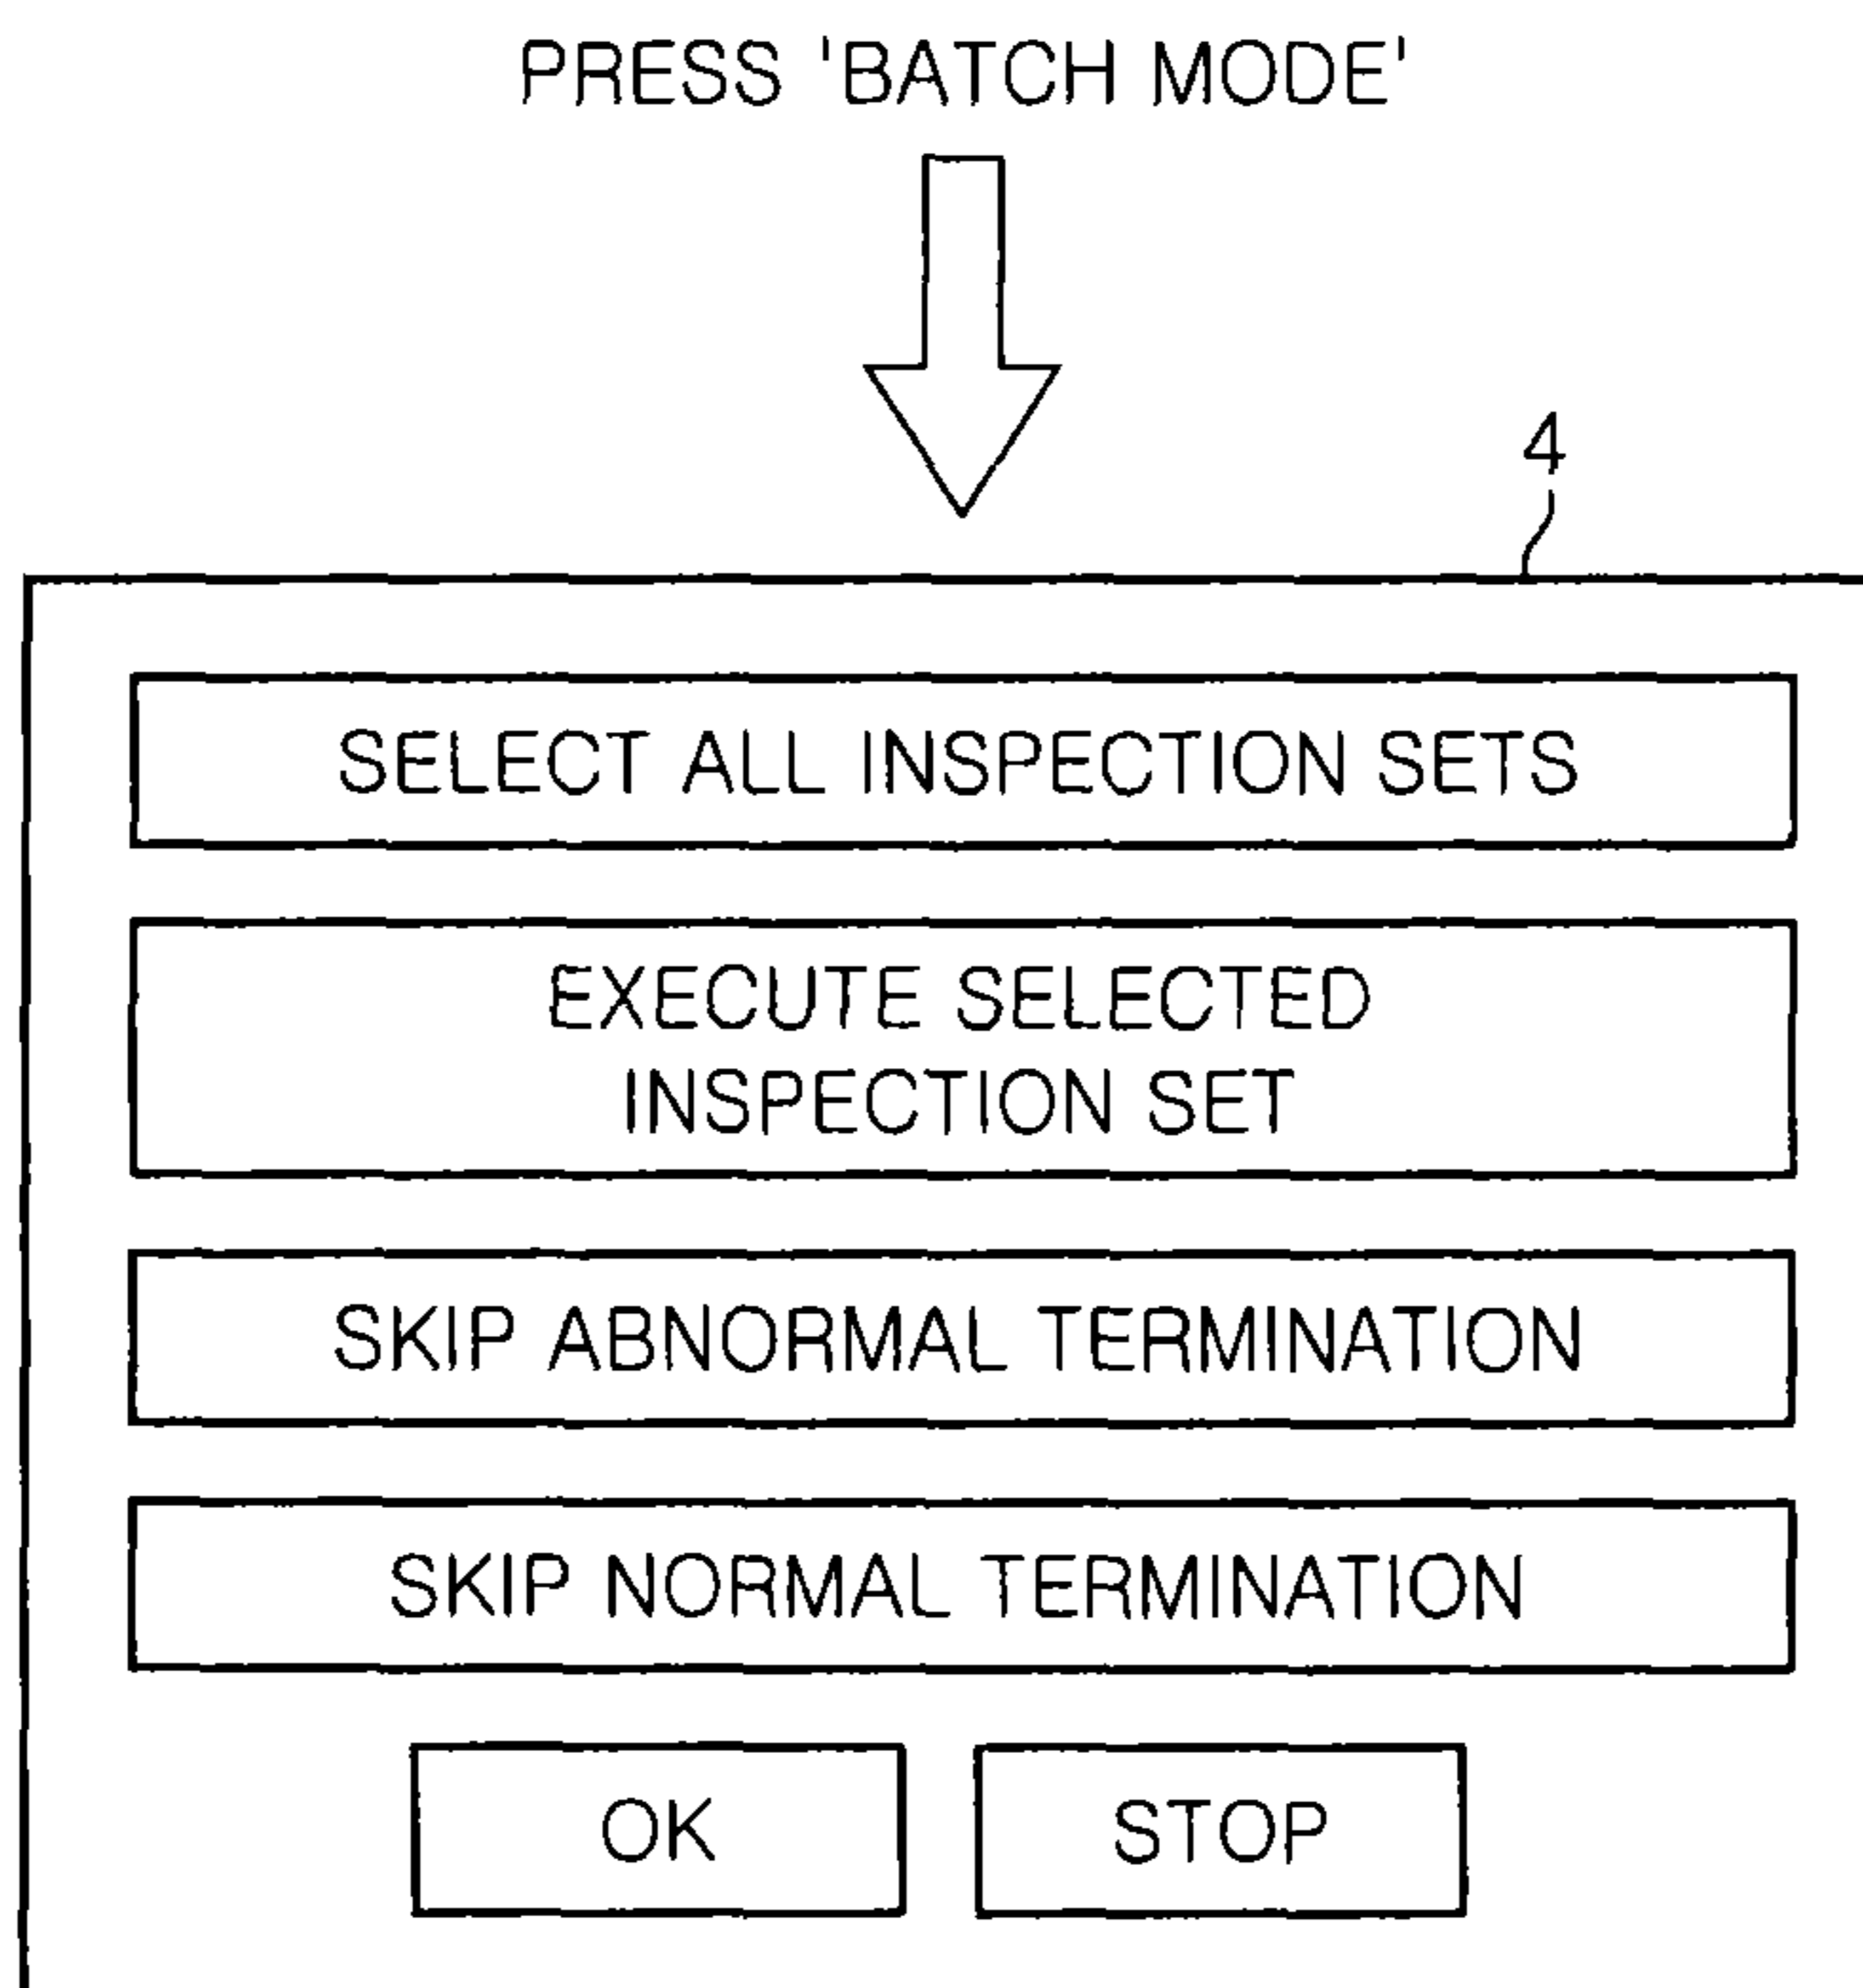 PRESS 'BATCH MODE'
4
SELECT ALL INSPECTION SETS
EXECUTE SELECTED
INSPECTION SET
SKIP ABNORMAL TERMINATION
SKIP NORMAL TERMINATION
OK
STOP